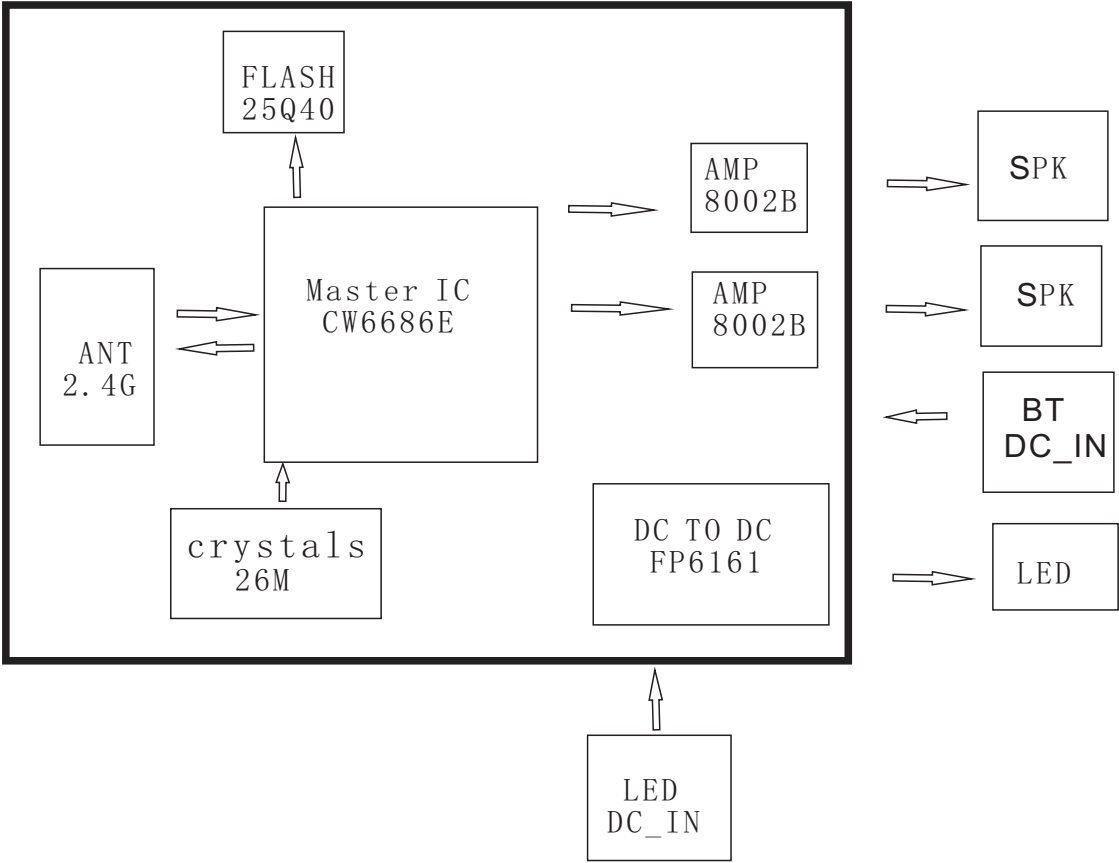 FLASH
25Q40
AMP
8002B
SPK
Master IC
CW6686E
AMP
8002B
SPK
ANT
2.4G
BT
DC_IN
crystals
26M
DC TO DC
FP6161
LED
LED
DC_IN